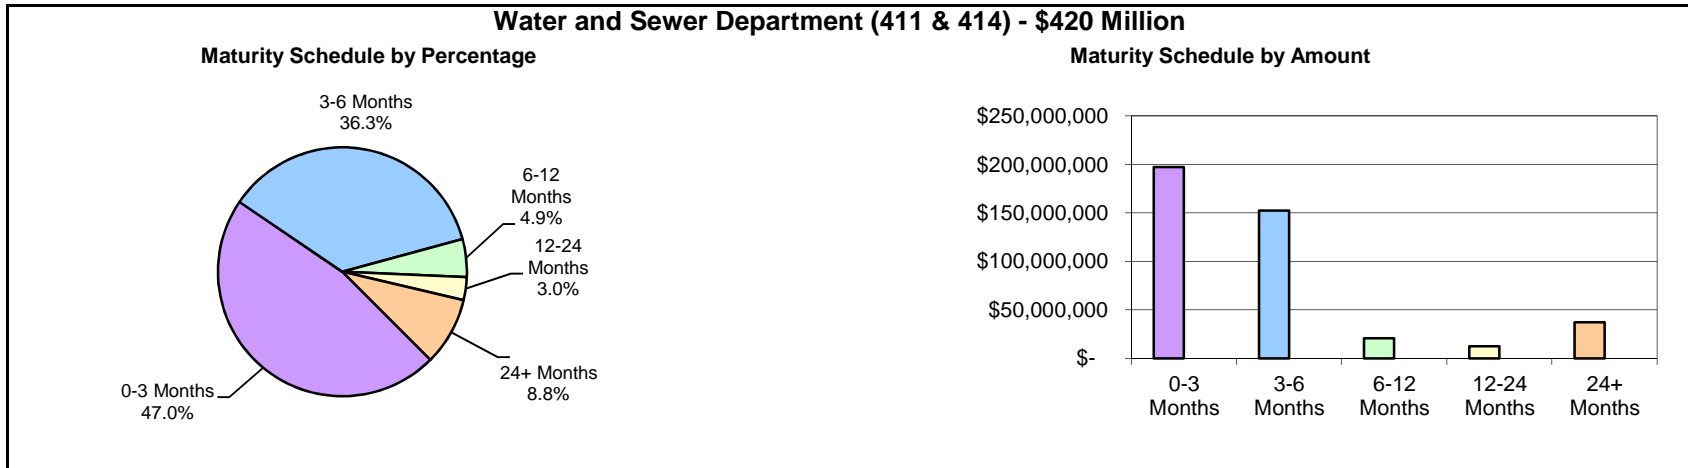 Water and Sewer Department (411 & 414) - $420 Million
Maturity Schedule by Percentage
3-6 Months
36.3%
6-12
Months
4.9%
12-24
Months
3.0%
24+ Months
8.8%
0-3 Months
47.0%
Maturity Schedule by Amount
$250,000,000
$200,000,000
$150,000,000
$100,000,000
$50,000,000
$-
0-3
Months
3-6
Months
6-12
Months
12-24
Months
24+
Months